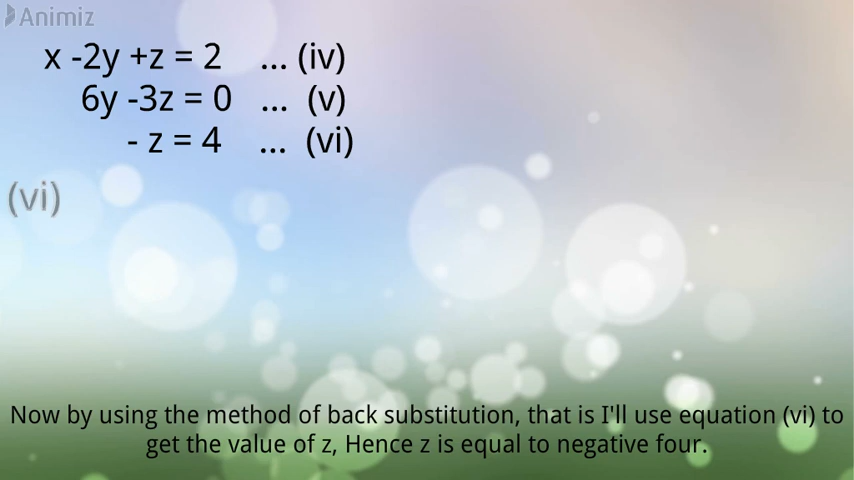 Animiz
x -2y +z = 2 ... (iv)
6y -3z = 0 ... (v)
- z = 4 ... (vi)
(vi)
Now by using the method of back substitution, that is I'll use equation (vi) to
get the value of z, Hence z is equal to negative four.